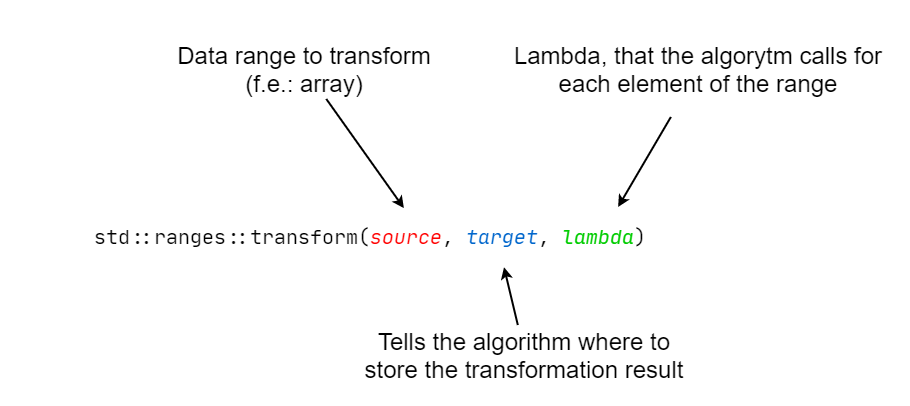 Data range to transform
(f.e.: array)
Lambda, that the algorytm calls for
each element of the range
std::ranges::transform(source, target, lambda)
Tells the algorithm where to
store the transformation result